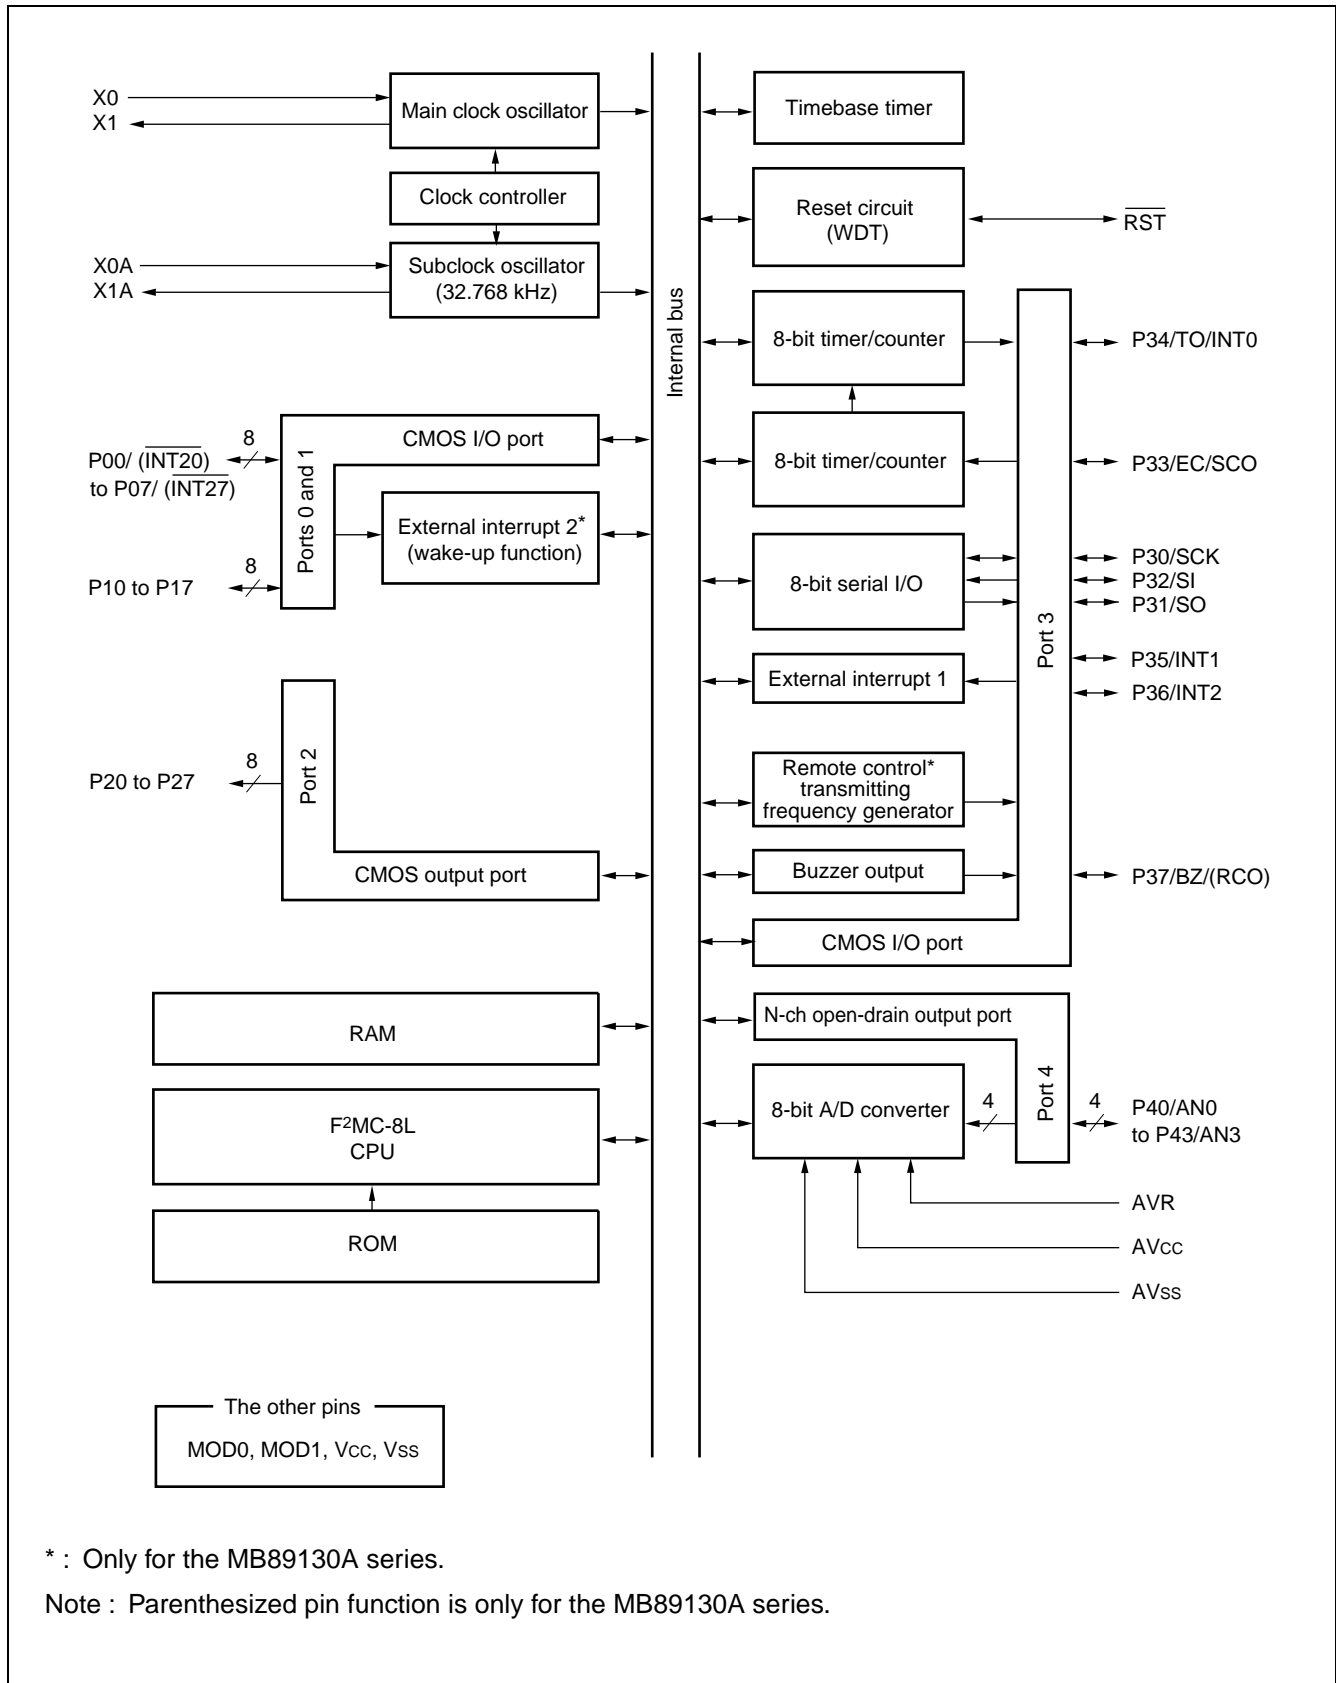 X0
X1
Main clock oscillator
Clock controller
X0A
X1A
Subclock oscillator
(32.768 kHz)
P00/ (INT20)
to P07/ (INT27)
8
CMOS I/O port
Ports 0 and 1
External interrupt 2*
(wake-up function)
P10 to P17
8
P20 to P27
8
Port 2
CMOS output port
RAM
F2MC-8L
CPU
ROM
The other pins
MOD0, MOD1, Vcc, Vss
Internal bus
Timebase timer
Reset circuit
(WDT)
RST
8-bit timer/counter
P34/TO/INT0
8-bit timer/counter
P33/EC/SCO
8-bit serial I/O
P30/SCK
P32/SI
P31/SO
Port 3
External interrupt 1
P35/INT1
P36/INT2
Remote control*
transmitting
frequency generator
Buzzer output
P37/BZ/(RCO)
CMOS I/O port
N-ch open-drain output port
Port 4
8-bit A/D converter
4
4
P40/AN0
to P43/AN3
AVR
AVcc
AVss
* : Only for the MB89130A series.
Note : Parenthesized pin function is only for the MB89130A series.